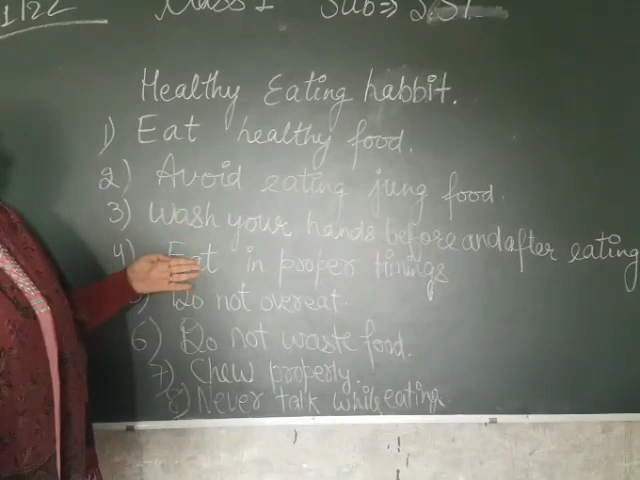 1/22 Class I Sub⇒ SST
Healthy Eating habbit.
1) Eat healthy food.
2) Avoid eating jung food.
3) Wash your hands before and after eating
4) Eat in proper timings
5) Do not overeat.
6) Do not waste food.
7) Chew properly.
8) Never talk while eating.